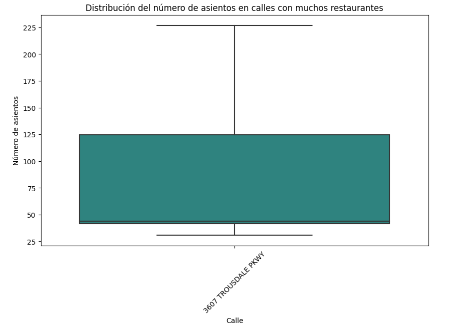 Distribución del número de asientos en calles con muchos restaurantes
Número de asientos
225
200
175
150
125
100
75
50
25
3607 TROUSDALE PKWY
Calle